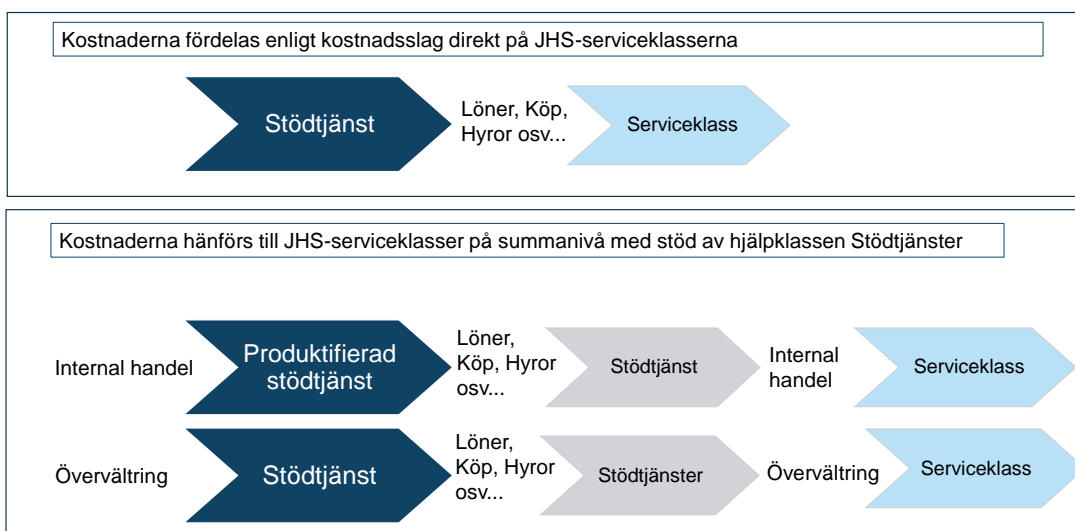 Kostnaderna fördelas enligt kostnadsslag direkt på JHS-serviceklasserna
Stödtjänst
Löner, Köp,
Hyror osv...
Serviceklass
Kostnaderna hänförs till JHS-serviceklasser på summanivå med stöd av hjälpklassen Stödtjänster
Internal handel
Produktifierad
stödtjänst
Löner,
Köp, Hyror
osv...
Stödtjänst
Internal
handel
Serviceklass
Övervältring
Stödtjänst
Löner,
Köp, Hyror
osv...
Stödtjänster
Övervältring
Serviceklass